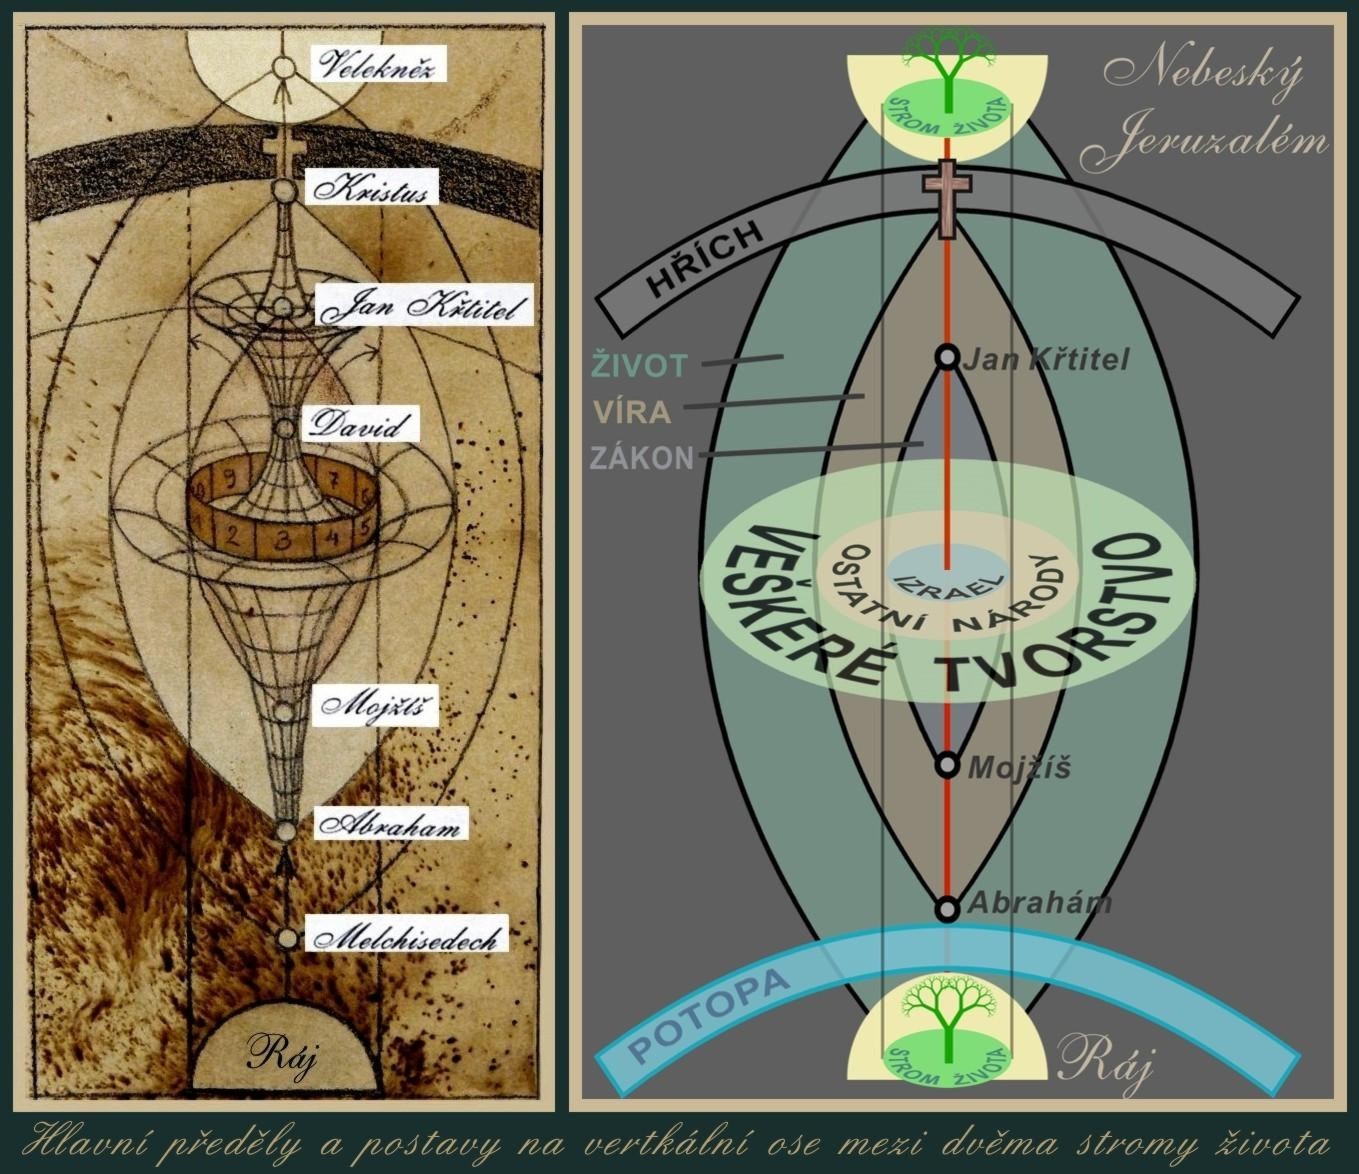 Velekněz
Kristus
Jan Křtitel
David
9
7
6
1
2
3
4
5
Mojžíš
Abraham
Melchisedech
Ráj
Nebeský
Jeruzalém
STROM ŽIVOTA
HŘÍCH
Jan Křtitel
ŽIVOT
VÍRA
ZÁKON
VEŠKERÉ TVORSTVO
OSTATNÍ NÁRODY
IZRAEL
Mojžíš
Abrahám
POTOPA
STROM ŽIVOTA
Ráj
Hlavní předěly a postavy na vertkální ose mezi dvěma stromy života